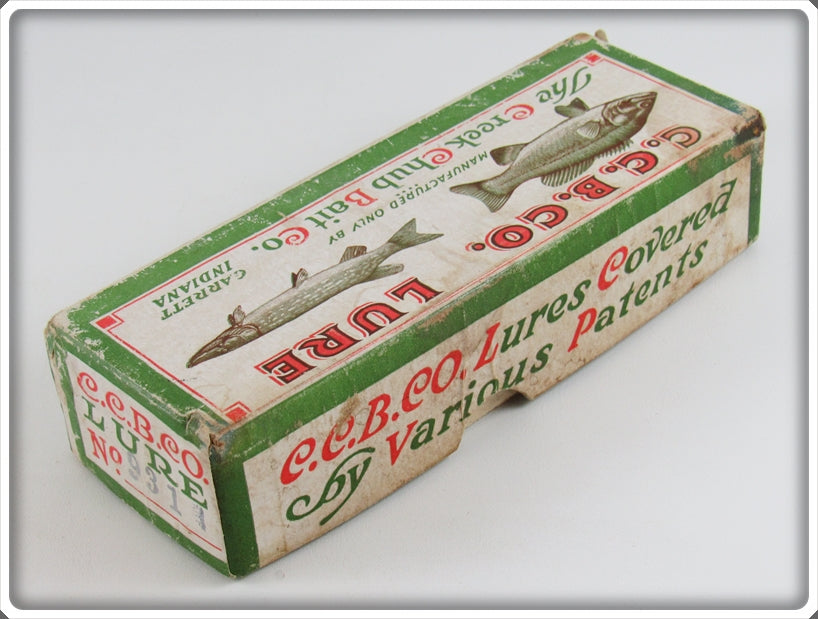 C.C.B.CO.
LURE
The Creek Chub Bait Co.
MANUFACTURED ONLY BY
GARRETT
INDIANA
C.C.B.CO. Lures Covered
by Various Patents
C.C.B.CO.
LURE
No.